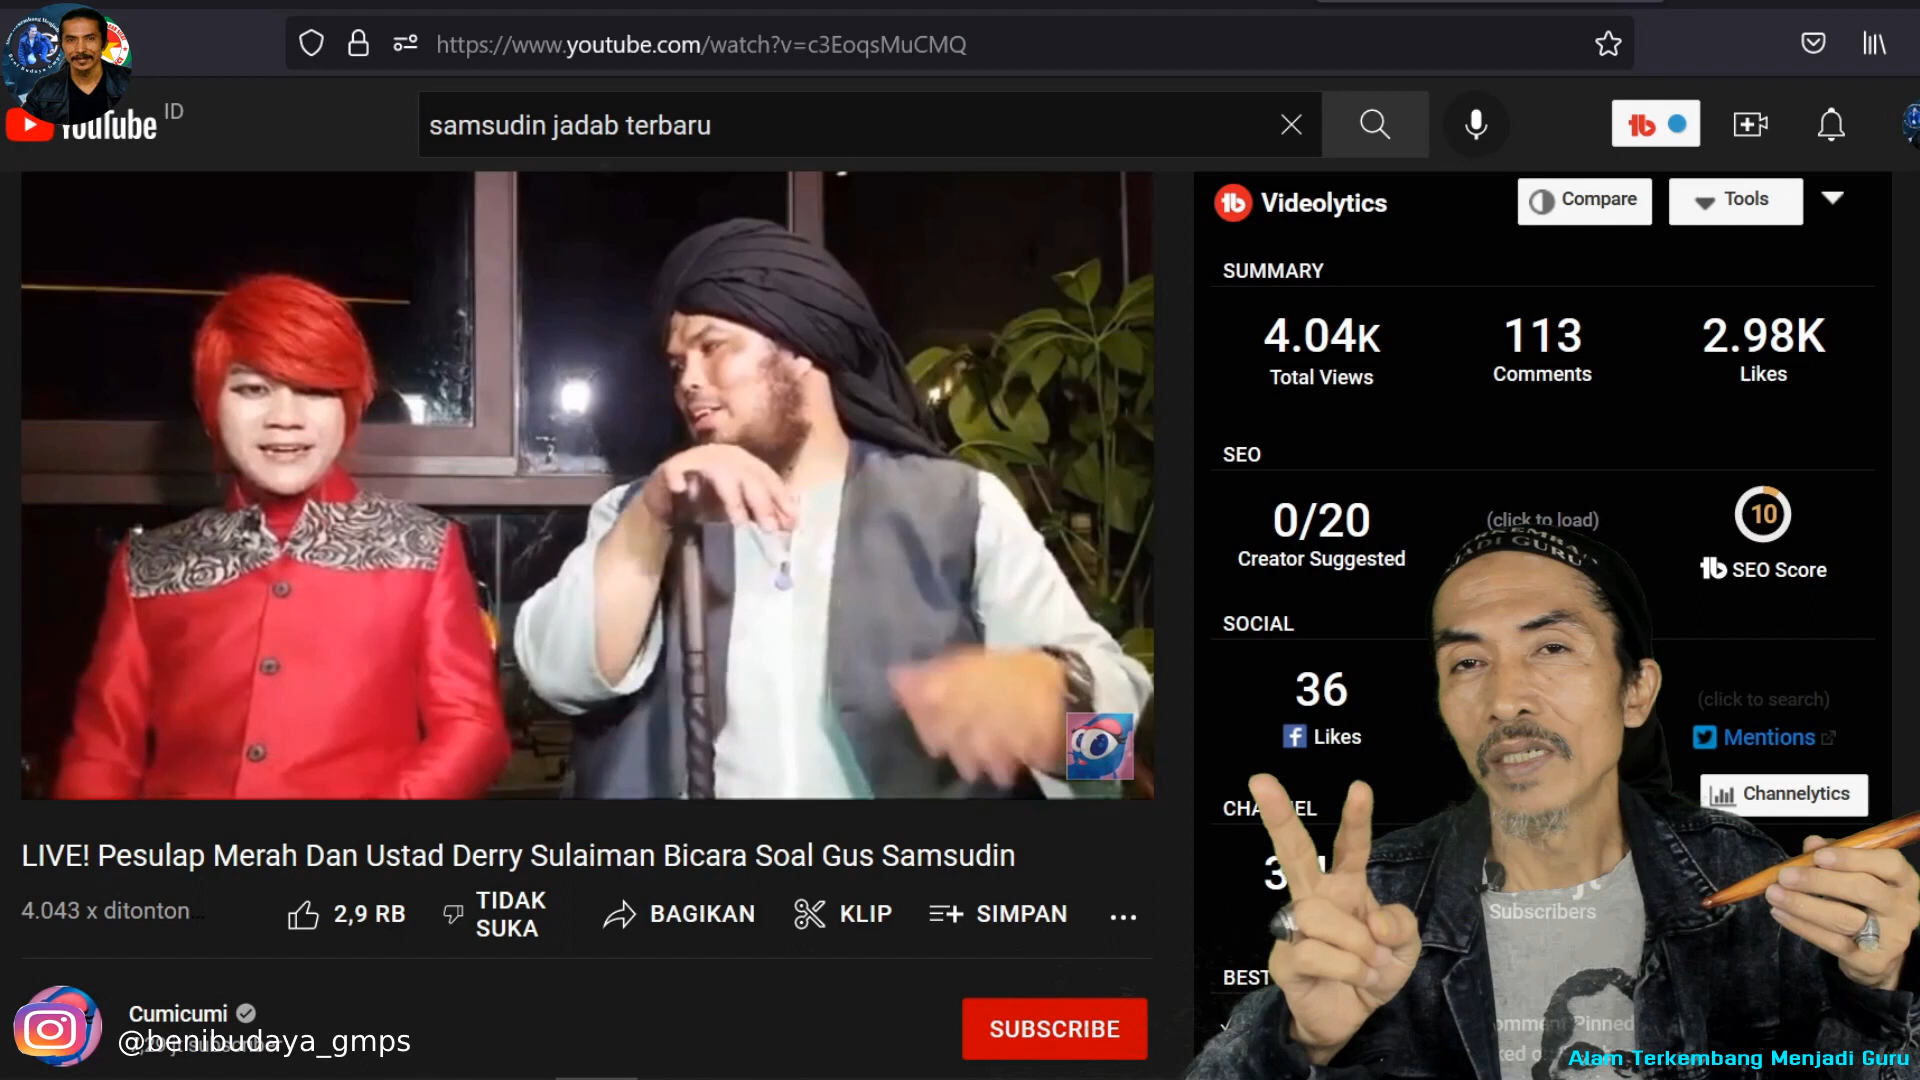 https://www.youtube.com/watch?v=c3EoqsMuCMQ
YouTube ID
samsudin jadab terbaru
Videolytics
Compare
Tools
SUMMARY
4.04K
113
2.98K
Total Views
Comments
Likes
SEO
0/20
(click to load)
10
Creator Suggested
SEO Score
SOCIAL
36
(click to search)
Likes
Mentions
Channelytics
LIVE! Pesulap Merah Dan Ustad Derry Sulaiman Bicara Soal Gus Samsudin
4.043 x ditonton
2,9 RB
TIDAK SUKA
BAGIKAN
KLIP
SIMPAN
Subscribers
BEST
Pinned
Cumicumi
@benibudaya_gmps
SUBSCRIBE
Alam Terkembang Menjadi Guru